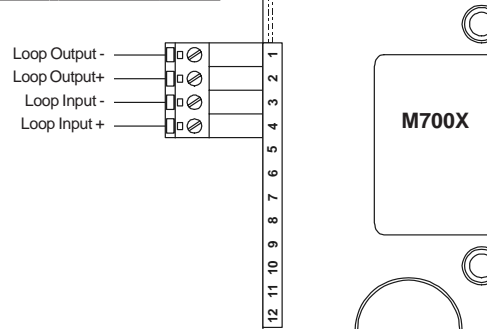 Loop Output -
Loop Output+
Loop Input -
Loop Input +
1
2
3
4
5
6
7
8
9
10
11
12
M700X